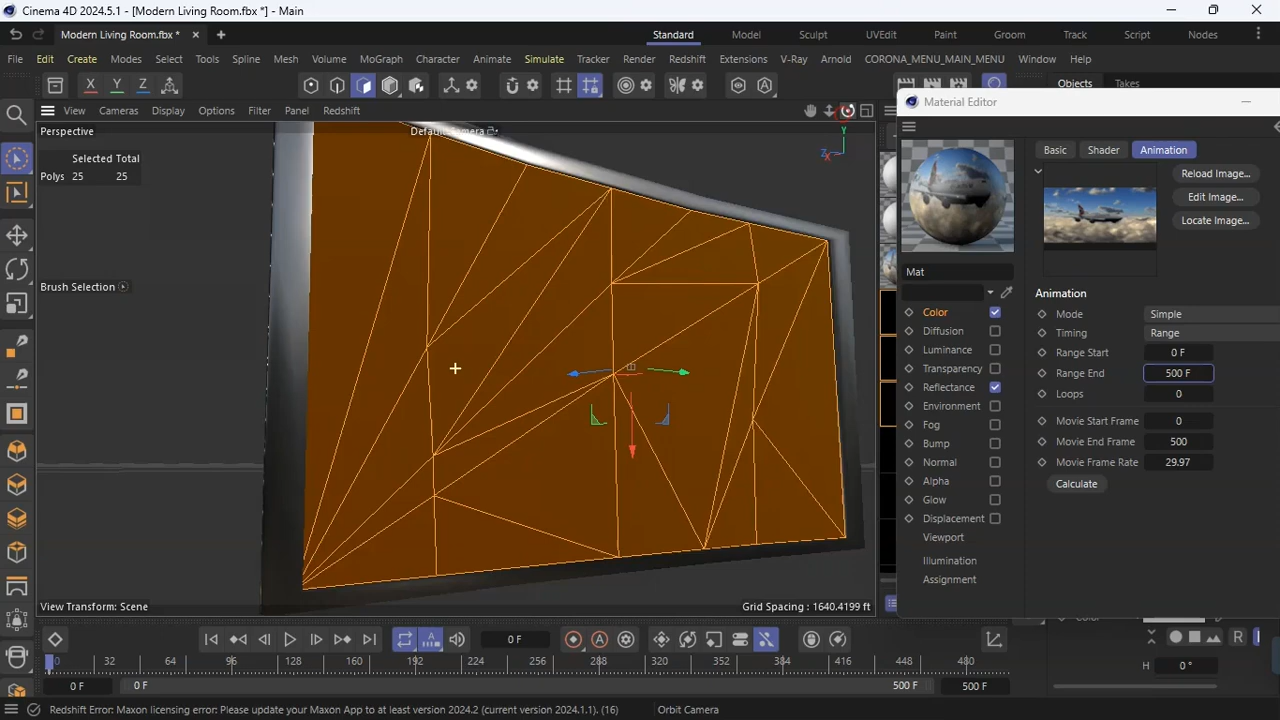 Cinema 4D 2024.5.1 - [Modern Living Room.fbx *] - Main
Modern Living Room.fbx *
Standard Model Sculpt UVEdit Paint Groom Track Script Nodes
File Edit Create Modes Select Tools Spline Mesh Volume MoGraph Character Animate Simulate Tracker Render Redshift Extensions V-Ray Arnold CORONA_MENU_MAIN_MENU Window Help
X Y Z
Objects Takes
View Cameras Display Options Filter Panel Redshift
Perspective
Default Camera
Selected Total
Polys 25 25
Y
Z
X
Brush Selection
View Transform: Scene
Grid Spacing : 1640.4199 ft
Material Editor
Basic Shader Animation
Reload Image...
Edit Image...
Locate Image...
Mat
Color
Diffusion
Luminance
Transparency
Reflectance
Environment
Fog
Bump
Normal
Alpha
Glow
Displacement
Viewport
Illumination
Assignment
Animation
Mode Simple
Timing Range
Range Start 0 F
Range End 500 F
Loops 0
Movie Start Frame 0
Movie End Frame 500
Movie Frame Rate 29.97
Calculate
0 F
R
0 32 64 96 128 160 192 224 256 288 320 352 384 416 448 480
H 0 °
0 F 0 F 500 F 500 F
Redshift Error: Maxon licensing error: Please update your Maxon App to at least version 2024.2 (current version 2024.1.1). (16) Orbit Camera